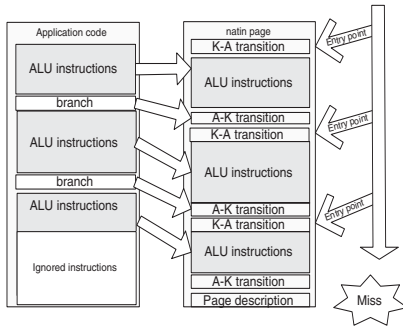 Application code
ALU instructions
branch
ALU instructions
branch
ALU instructions
Ignored instructions
natin page
K-A transition
ALU instructions
A-K transition
K-A transition
ALU instructions
A-K transition
K-A transition
ALU instructions
A-K transition
Page description
Entry point
Entry point
Entry point
Miss